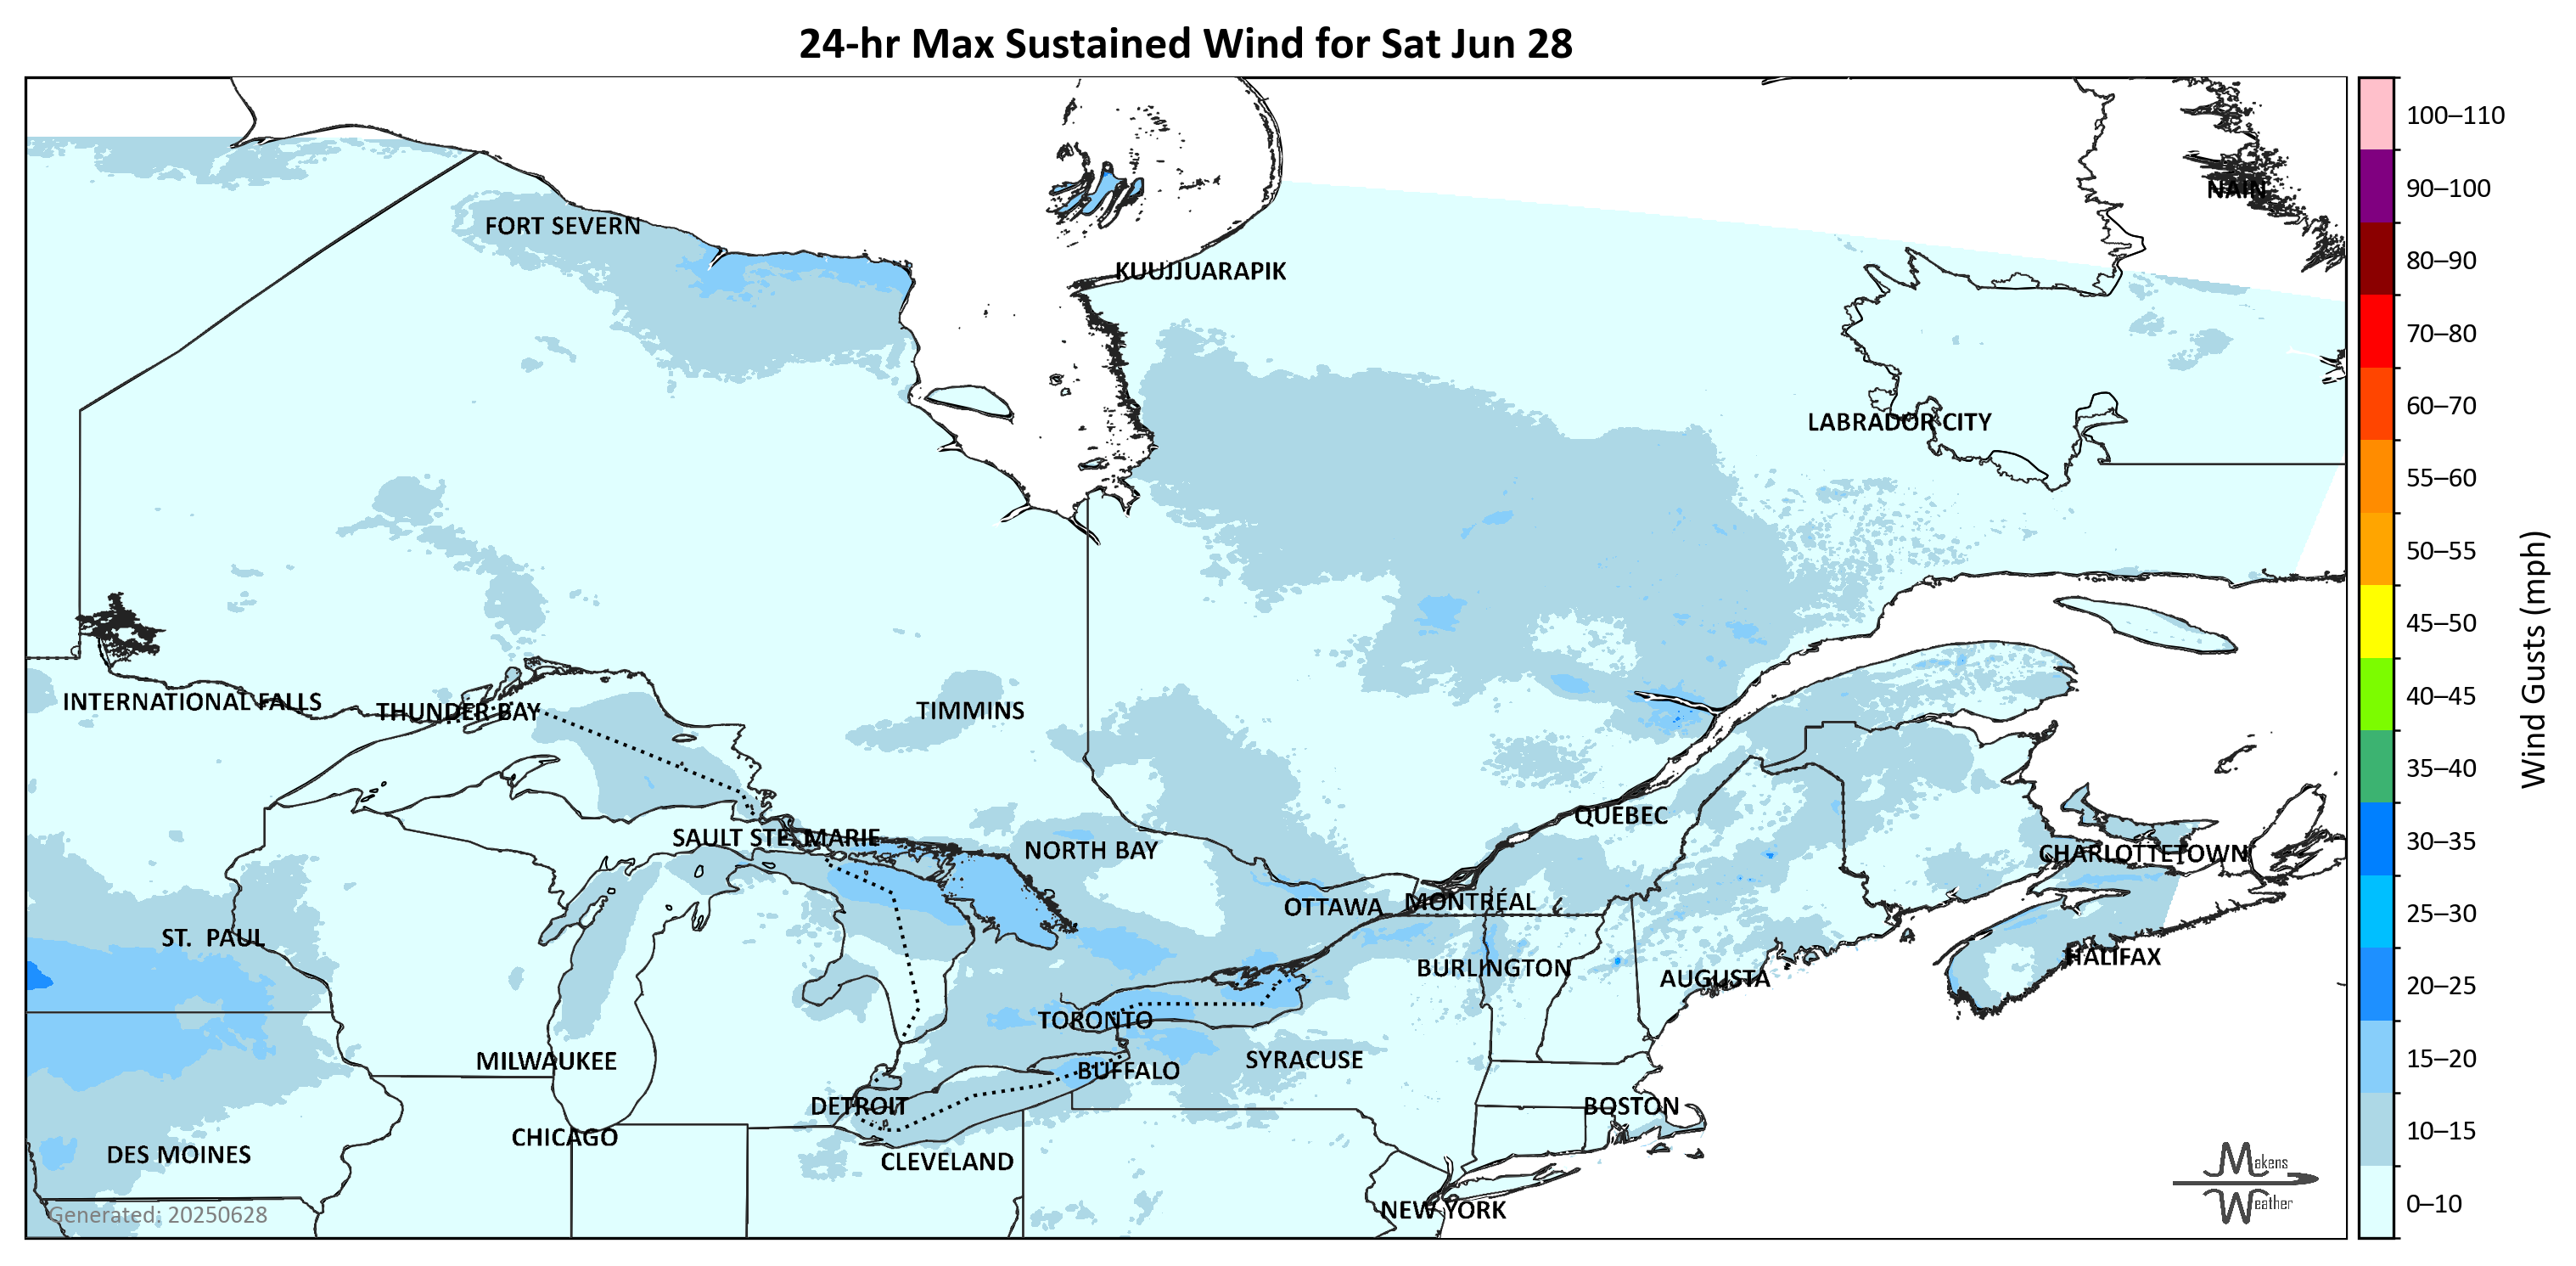 24-hr Max Sustained Wind for Sat Jun 28
100–110
90–100
NAIN
FORT SEVERN
80–90
KUUJJUARAPIK
70–80
60–70
LABRADOR CITY
55–60
50–55
45–50
Wind Gusts (mph)
40–45
INTERNATIONAL FALLS
THUNDER BAY
TIMMINS
35–40
QUÉBEC
30–35
SAULT STE. MARIE
NORTH BAY
CHARLOTTETOWN
25–30
OTTAWA
MONTRÉAL
ST. PAUL
HALIFAX
BURLINGTON
AUGUSTA
20–25
TORONTO
15–20
MILWAUKEE
SYRACUSE
BUFFALO
DETROIT
BOSTON
10–15
CHICAGO
DES MOINES
CLEVELAND
Makens
Weather
0–10
NEW YORK
Generated: 20250628